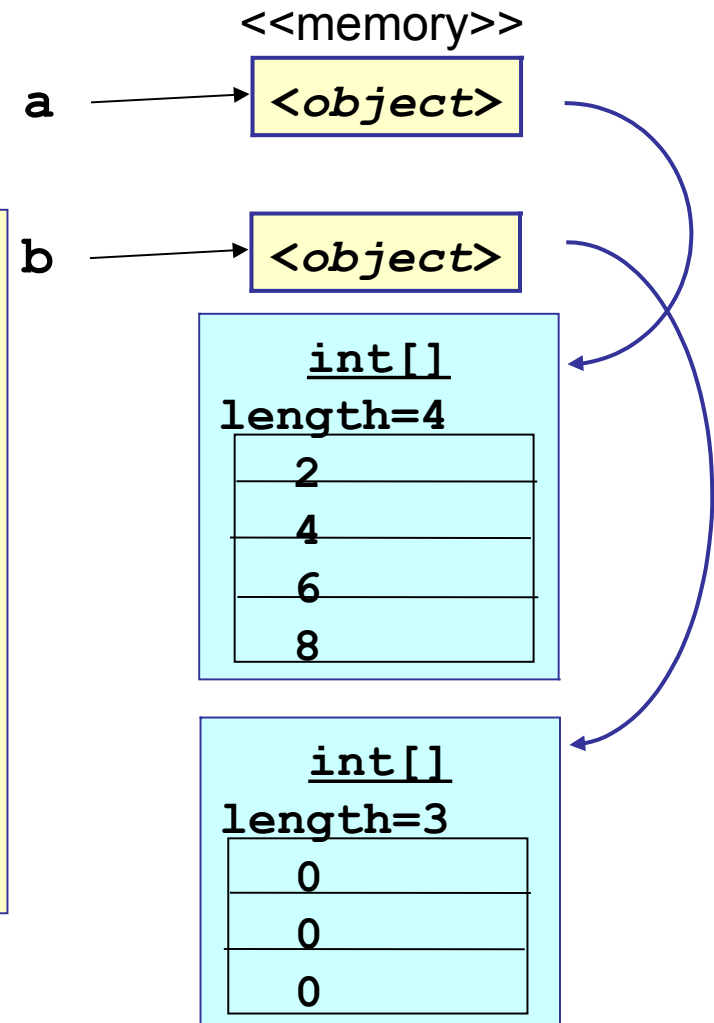 <<memory>>
a
<object>
b
<object>
int[]
length=4
2
4
6
8
int[]
length=3
0
0
0